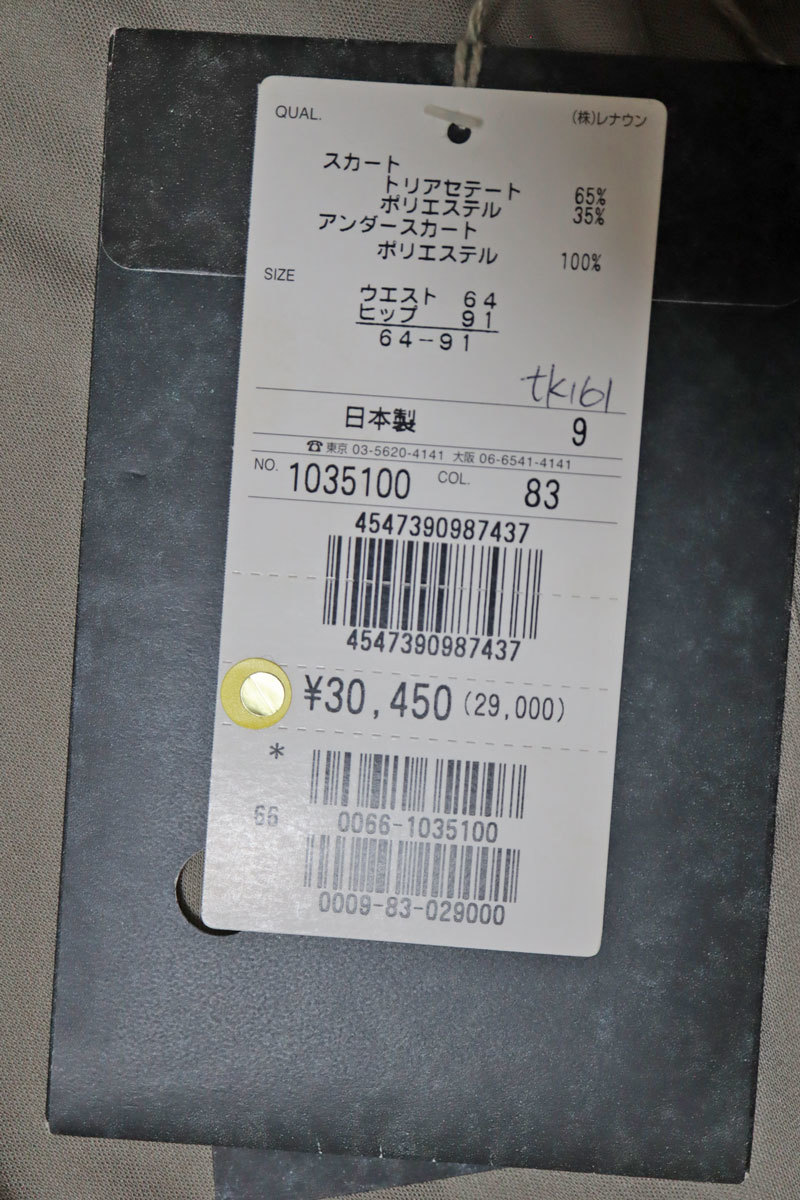 QUAL. (株)レナウン
スカート
トリアセテート 65%
ポリエステル 35%
アンダースカート
ポリエステル 100%
SIZE
ウエスト 64
ヒップ 91
64-91
tk161
日本製 9
☎東京 03-5620-4141 大阪 06-6541-4141
NO. 1035100 COL. 83
4547390987437
4547390987437
¥30,450(29,000)
*
66 0066-1035100
0009-83-029000